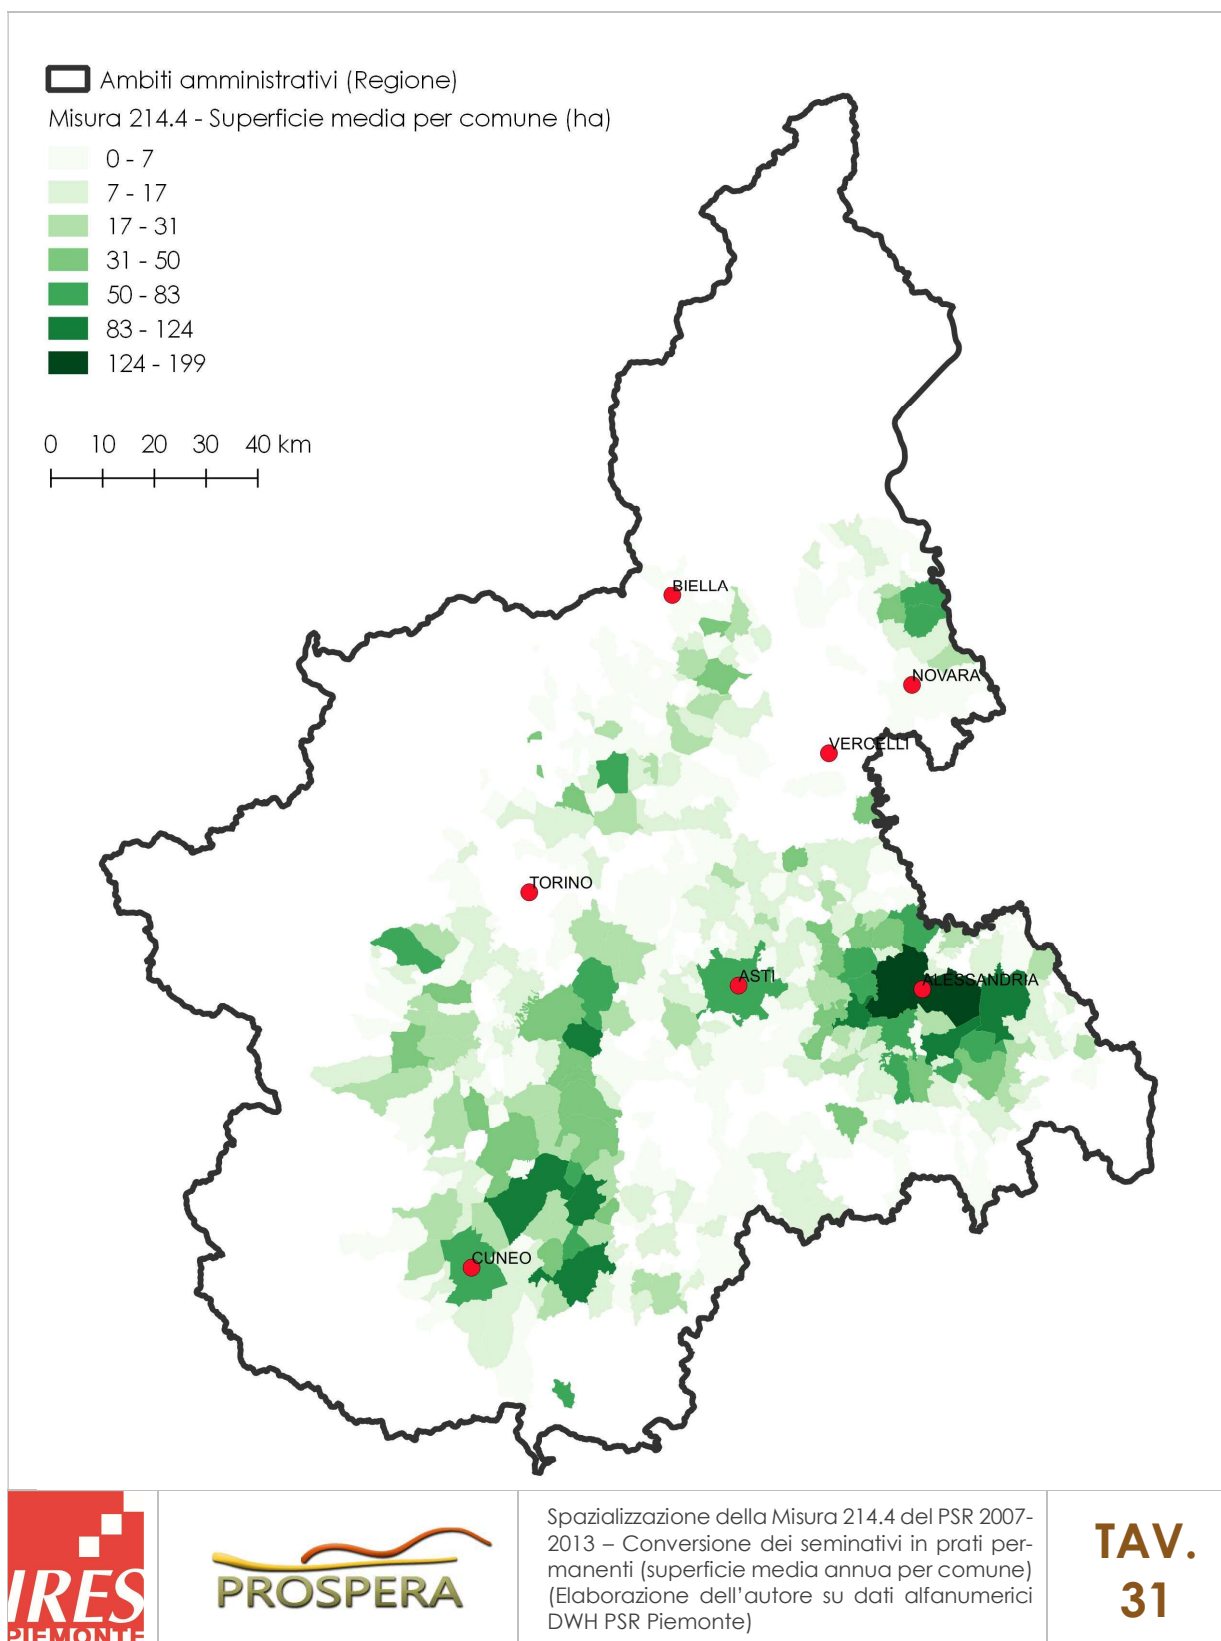 Ambiti amministrativi (Regione)
Misura 214.4 - Superficie media per comune (ha)
0 - 7
7 - 17
17 - 31
31 - 50
50 - 83
83 - 124
124 - 199
0 10 20 30 40 km
BIELLA
NOVARA
VERCELLI
TORINO
ASTI
ALESSANDRIA
CUNEO
IRES
PIEMONTE
PROSPERA
Spazializzazione della Misura 214.4 del PSR 2007-
2013 – Conversione dei seminativi in prati per-
manenti (superficie media annua per comune)
(Elaborazione dell'autore su dati alfanumerici
DWH PSR Piemonte)
TAV.
31